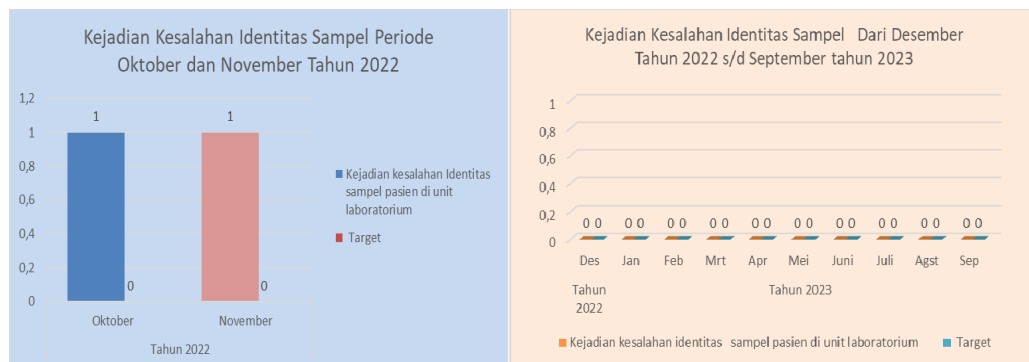 Kejadian Kesalahan Identitas Sampel Periode
Oktober dan November Tahun 2022
1,2
1
0,8
0,6
0,4
0,2
0
1
0
1
0
Oktober
November
Tahun 2022
Kejadian kesalahan Identitas
sampel pasien di unit
laboratorium
Target
Kejadian Kesalahan Identitas Sampel Dari Desember
Tahun 2022 s/d September tahun 2023
1
0,8
0,6
0,4
0,2
0
0 0 0 0 0 0 0 0 0 0 0 0 0 0 0 0 0 0 0 0
Des Jan Feb Mrt Apr Mei Juni Juli Agst Sep
Tahun
2022
Tahun 2023
Kejadian kesalahan identitas sampel pasien di unit laboratorium
Target